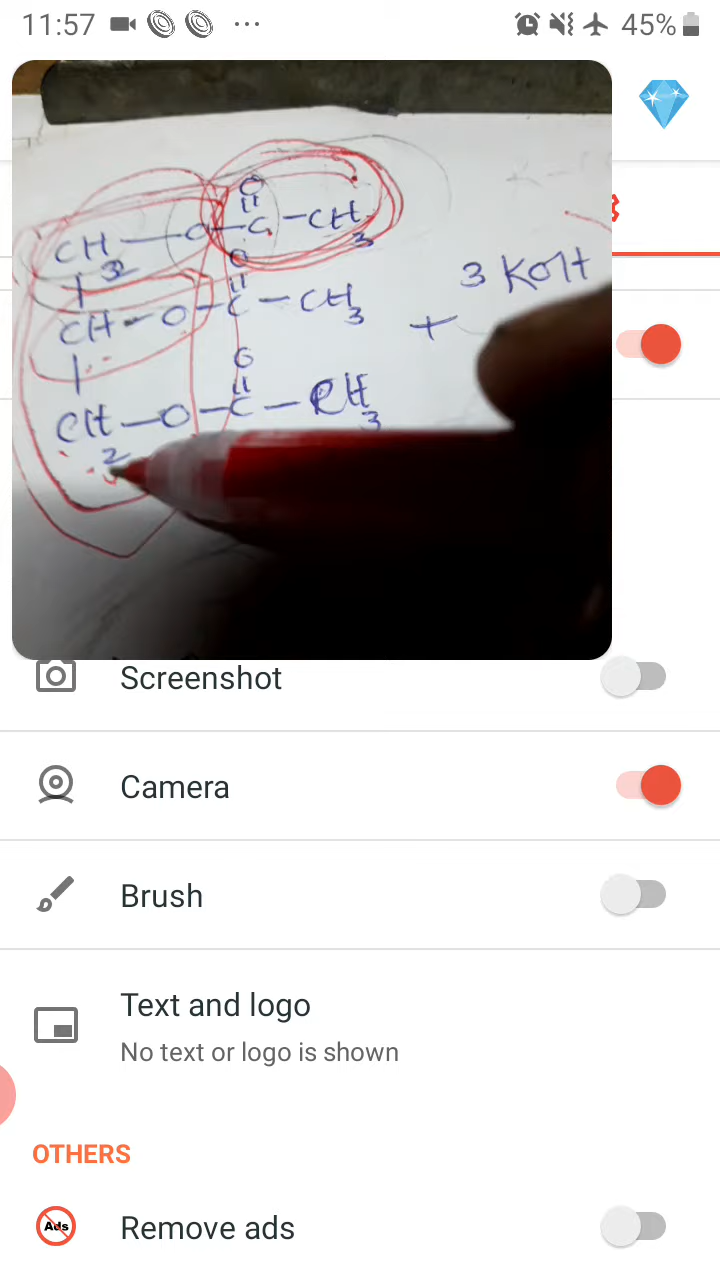 11:57
45%
O
CH2—O—C—CH3
O
CH—O—C—CH3
+ 3 KOH
O
CH2—O—C—CH3
Screenshot
Camera
Brush
Text and logo
No text or logo is shown
OTHERS
Ads
Remove ads